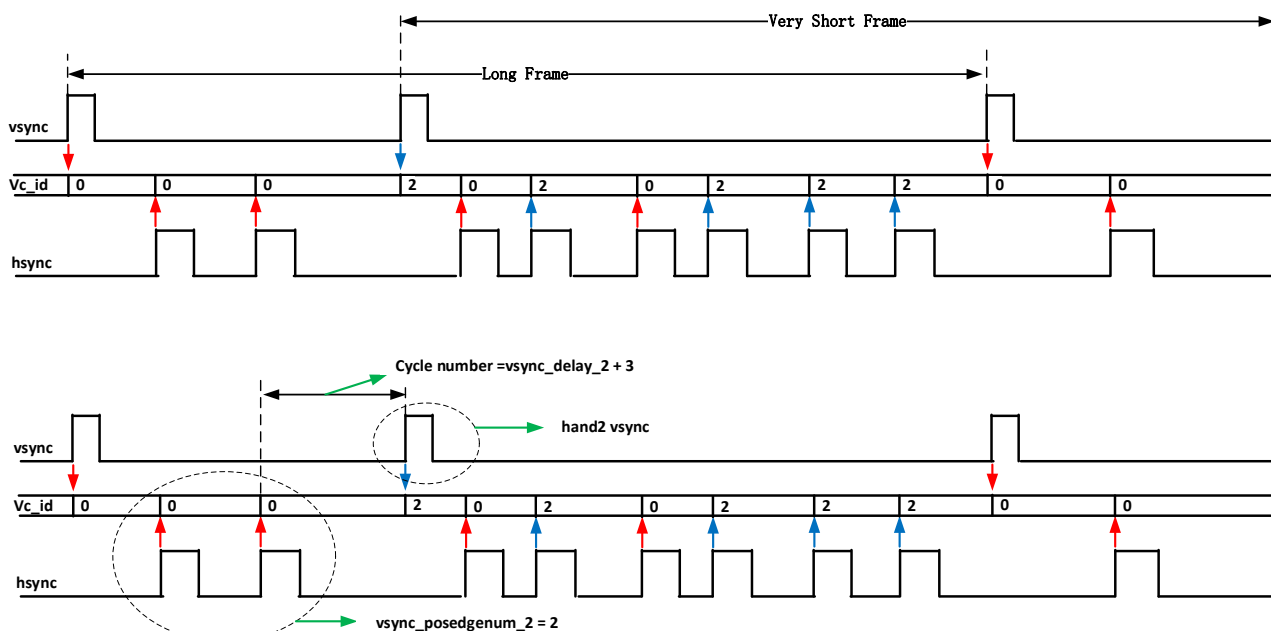 Very Short Frame
Long Frame
vsync
Vc_id 0 0 0 2 0 2 0 2 2 2 0 0
hsync
Cycle number =vsync_delay_2 + 3
vsync
hand2 vsync
Vc_id 0 0 0 2 0 2 0 2 2 2 0 0
hsync
vsync_posedgenum_2 = 2